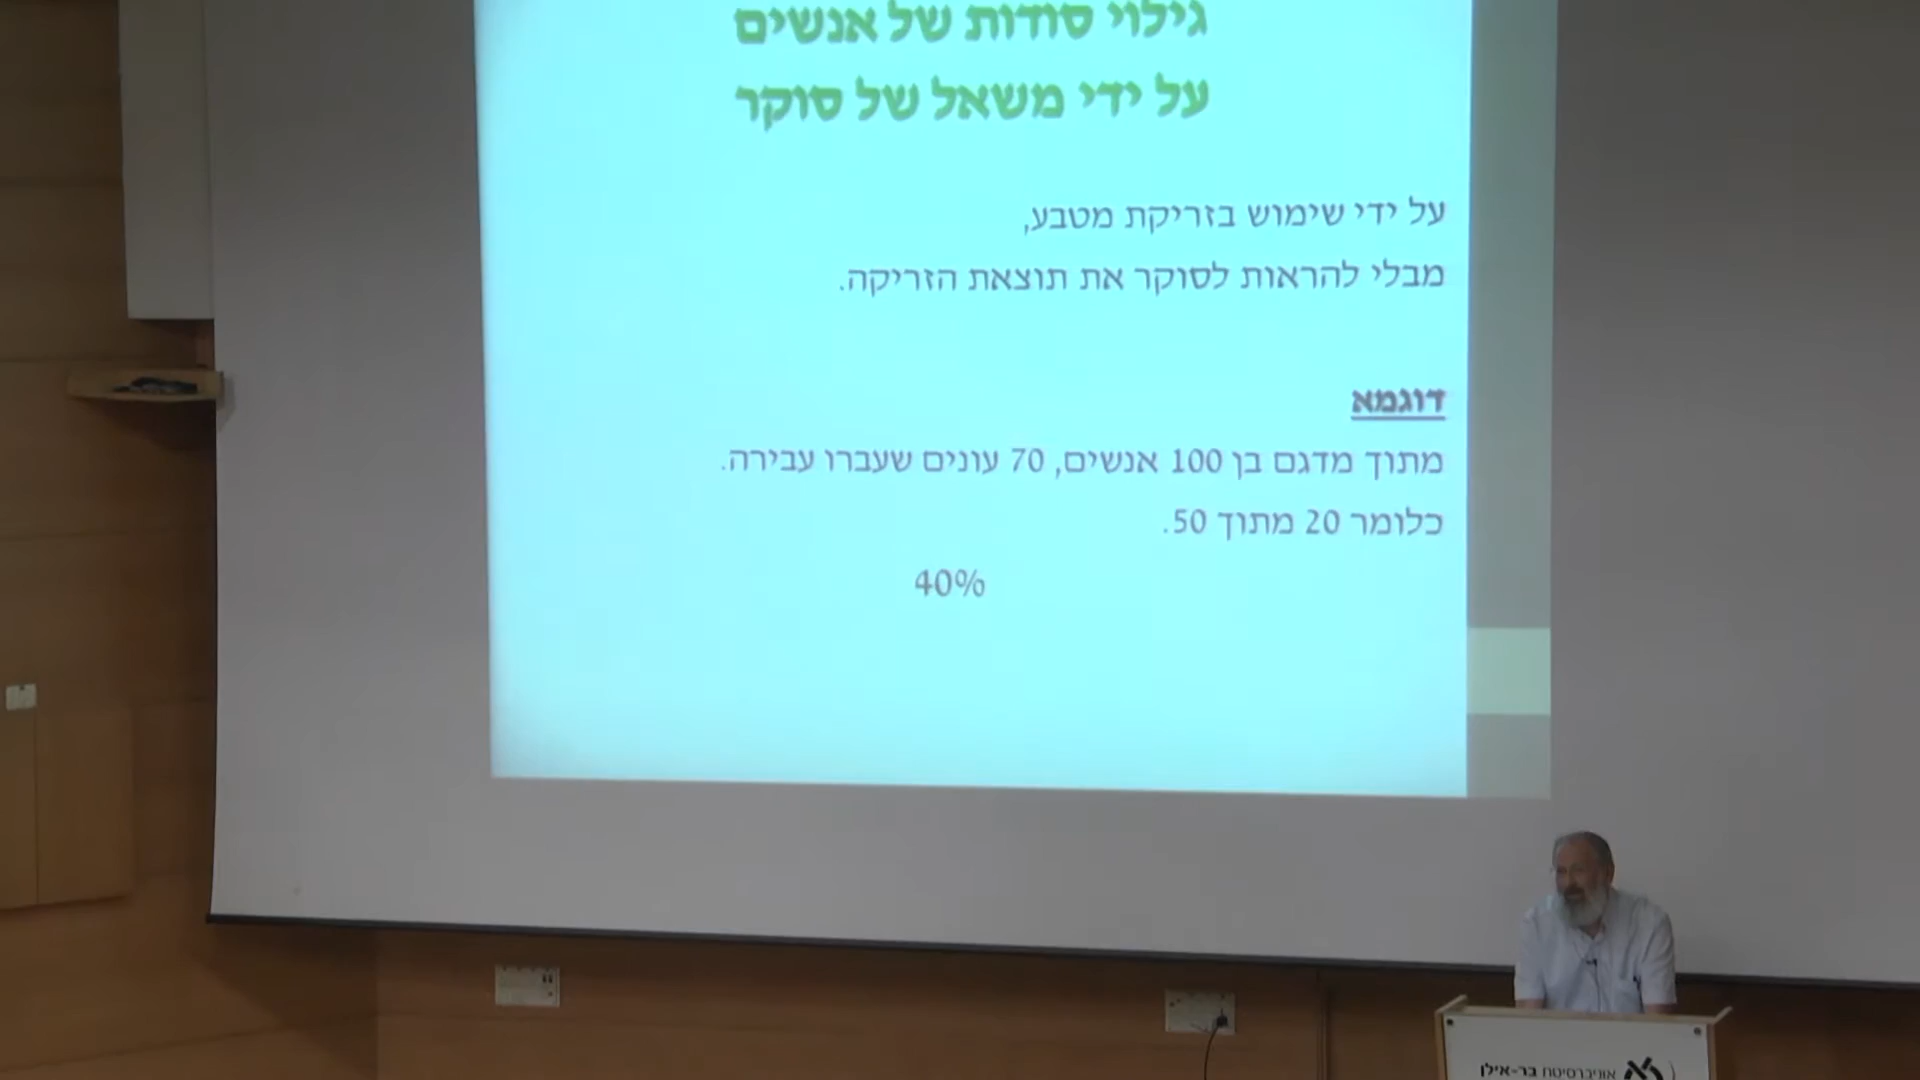 גילוי סודות של אנשים
על ידי משאל של סוקר
על ידי שימוש בזריקת מטבע,
מבלי להראות לסוקר את תוצאת הזריקה.
דוגמא
מתוך מדגם בן 100 אנשים, 70 עונים שעברו עבירה.
כלומר 20 מתוך 50.
40%
אוניברסיטת בר-אילן